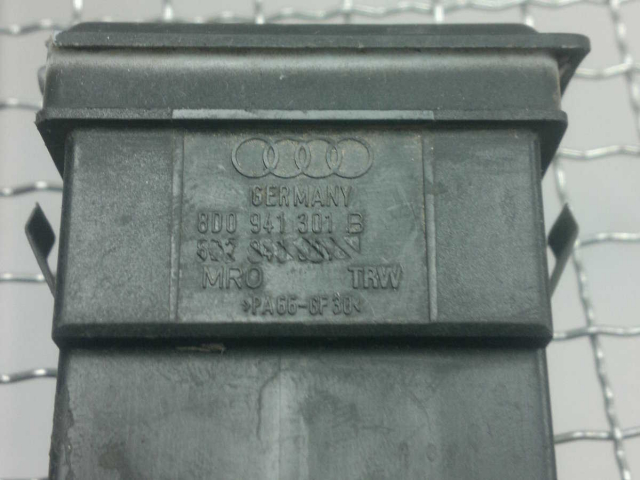 GERMANY
8D0 941 301 B
MRO TRW
>PA66-GF30<